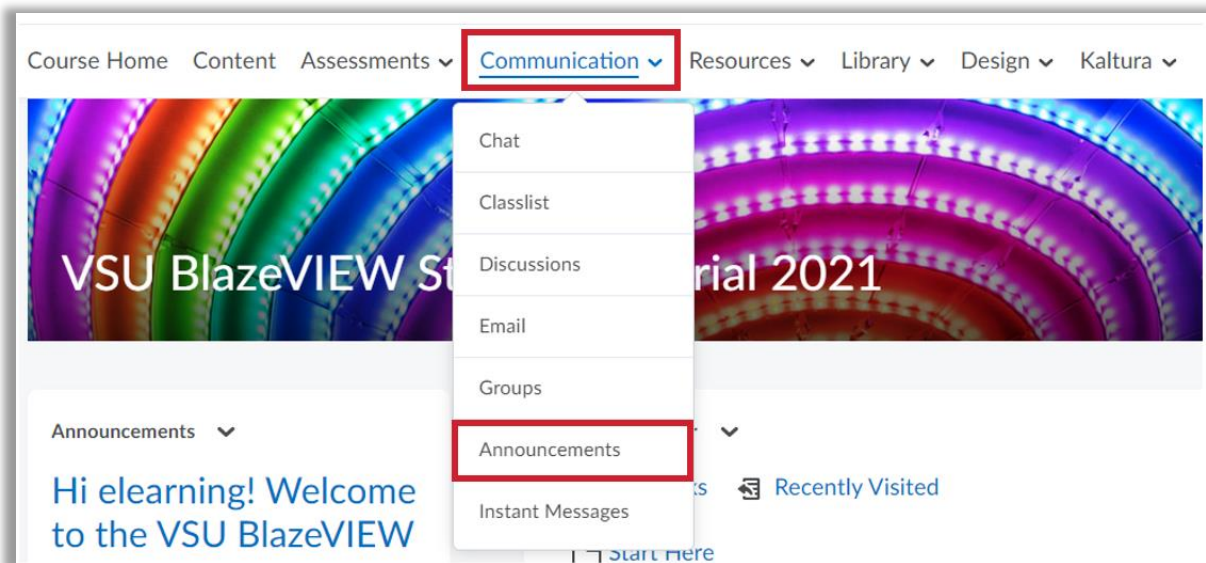 Course Home Content Assessments Communication Resources Library Design Kaltura
Chat
Classlist
VSU BlazeVIEW St rial 2021
Discussions
Email
Groups
Announcements
Announcements
Hi elearning! Welcome
to the VSU BlazeVIEW
Recently Visited
Instant Messages
Start Here